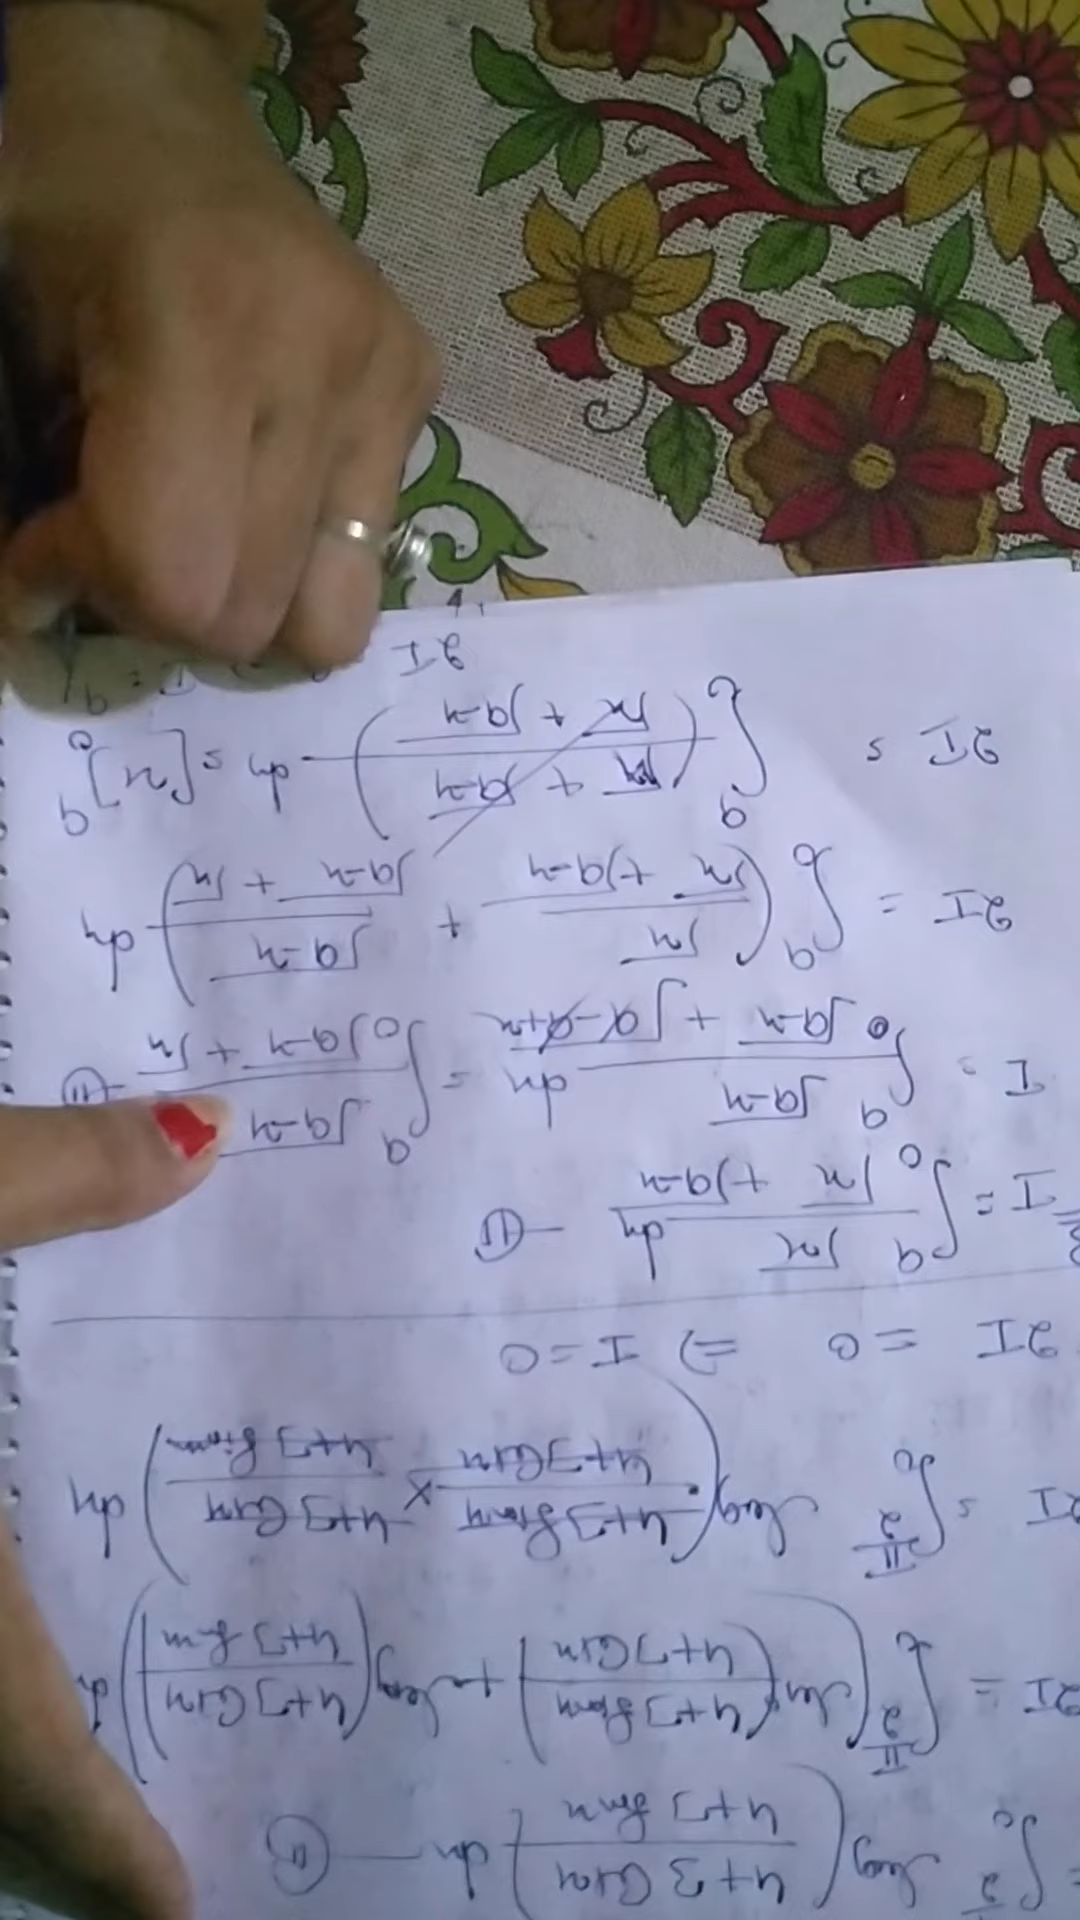 = ∫₀^{π/2} log((4+3 Cos x)/(4+3 Sin x)) dx — (11)
2I = ∫₀^{π/2} (log((4+3 Sin x)/(4+3 Cos x)) + log((4+3 Cos x)/(4+3 Sin x))) d
2I = ∫₀^{π/2} log((4+3 Sin x)/(4+3 Cos x) × (4+3 Cos x)/(4+3 Sin x)) dx
2I = 0 ⇒ I = 0
I = ∫₀^a √x/(√x + √a-x) dx — (1)
I = ∫₀^a √a-x/(√a-x + √a-a+x) dx = ∫₀^a √a-x/(√a-x + √x) — (11)
2I = ∫₀^a (√x/(√x + √a-x) + √a-x/(√a-x + √x)) dx
2I = ∫₀^a ((√x + √a-x)/(√x + √a-x)) dx = [x]₀^a
2I I = a/